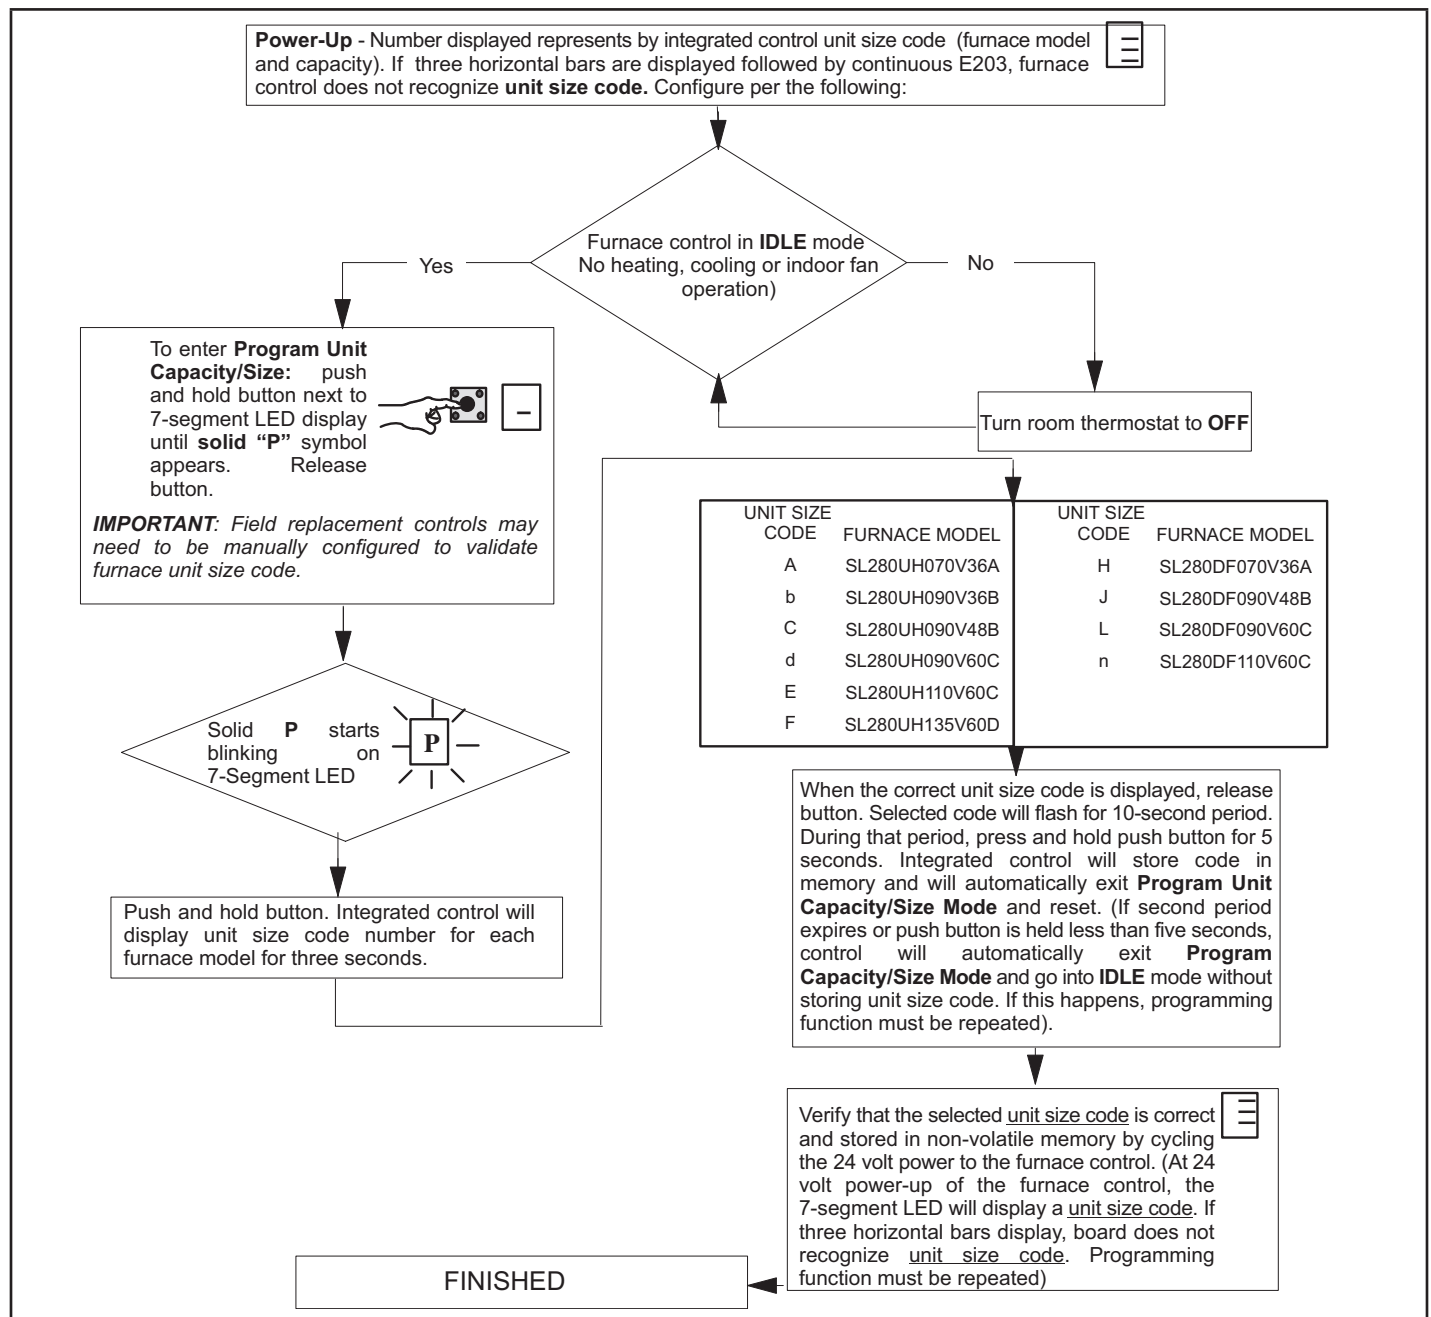 Power-Up - Number displayed represents by integrated control unit size code (furnace model
and capacity). If three horizontal bars are displayed followed by continuous E203, furnace
control does not recognize unit size code. Configure per the following:
Furnace control in IDLE mode
No heating, cooling or indoor fan
operation)
Yes
No
To enter Program Unit
Capacity/Size: push
and hold button next to
7-segment LED display
until solid “P” symbol
appears. Release
button.
IMPORTANT: Field replacement controls may
need to be manually configured to validate
furnace unit size code.
Turn room thermostat to OFF
Solid P starts
blinking on
7-Segment LED
P
Push and hold button. Integrated control will
display unit size code number for each
furnace model for three seconds.
UNIT SIZE
CODE FURNACE MODEL
A SL280UH070V36A
b SL280UH090V36B
C SL280UH090V48B
d SL280UH090V60C
E SL280UH110V60C
F SL280UH135V60D
UNIT SIZE
CODE FURNACE MODEL
H SL280DF070V36A
J SL280DF090V48B
L SL280DF090V60C
n SL280DF110V60C
When the correct unit size code is displayed, release
button. Selected code will flash for 10-second period.
During that period, press and hold push button for 5
seconds. Integrated control will store code in
memory and will automatically exit Program Unit
Capacity/Size Mode and reset. (If second period
expires or push button is held less than five seconds,
control will automatically exit Program
Capacity/Size Mode and go into IDLE mode without
storing unit size code. If this happens, programming
function must be repeated).
Verify that the selected unit size code is correct
and stored in non-volatile memory by cycling
the 24 volt power to the furnace control. (At 24
volt power-up of the furnace control, the
7-segment LED will display a unit size code. If
three horizontal bars display, board does not
recognize unit size code. Programming
function must be repeated)
FINISHED